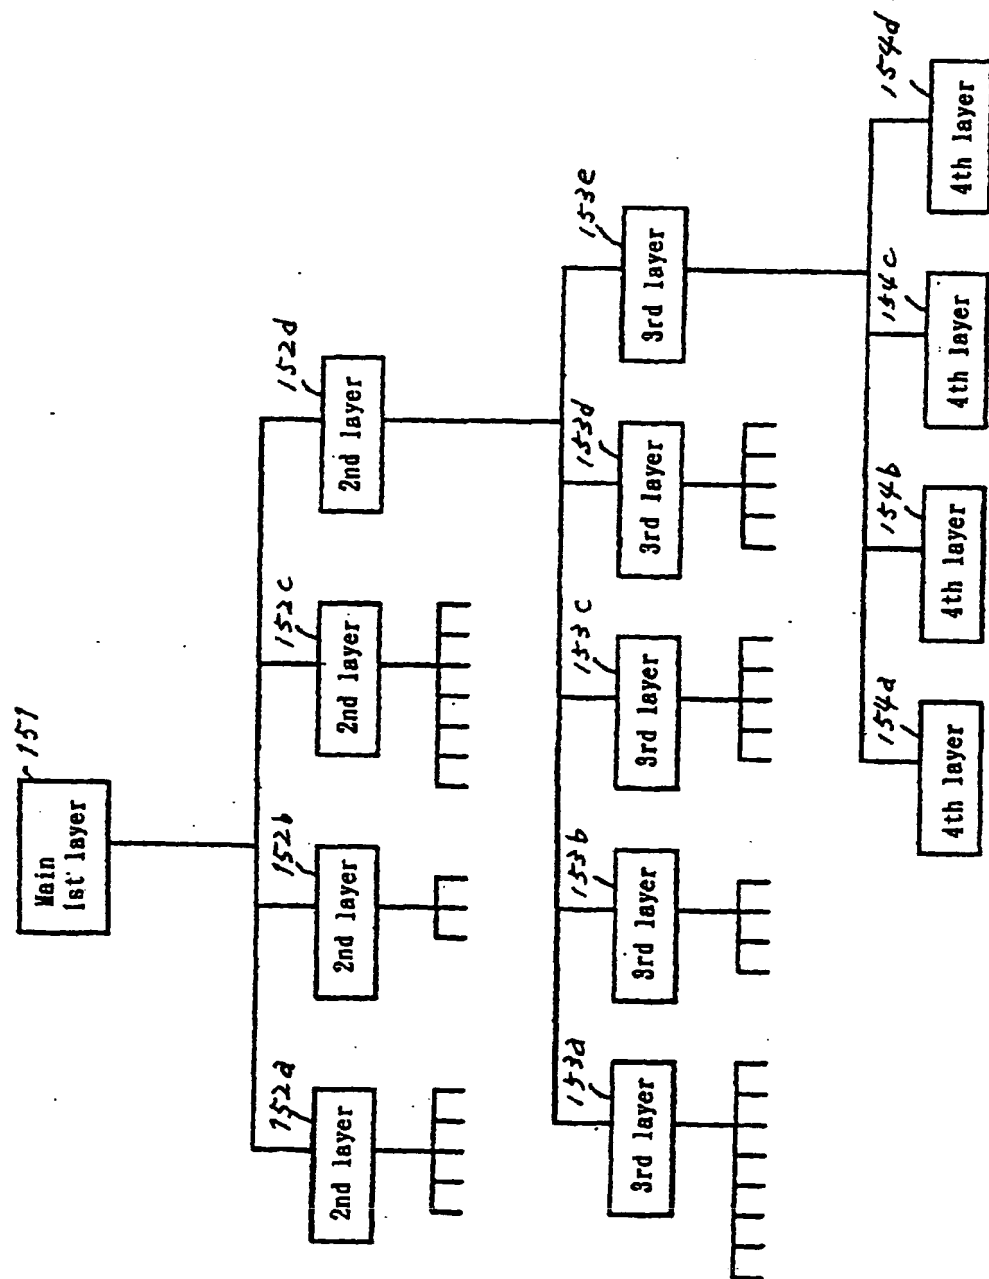 Main
1st layer
151
152a
2nd layer
152b
2nd layer
152c
2nd layer
152d
2nd layer
153a
3rd layer
153b
3rd layer
153c
3rd layer
153d
3rd layer
153e
3rd layer
154a
4th layer
154b
4th layer
154c
4th layer
154d
4th layer